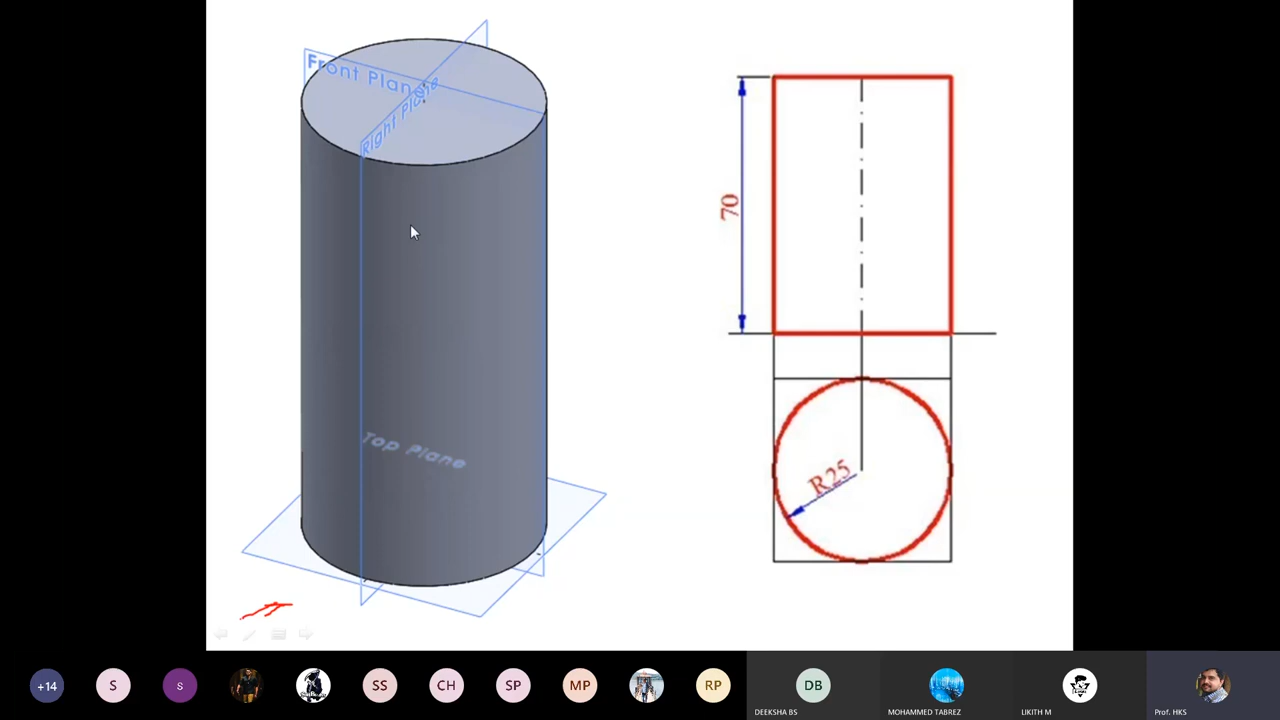 Front Plane
Right Plane
Top Plane
70
R25
+14
S
S
SS
CH
SP
MP
RP
DB
DEEKSHA BS
MOHAMMED TABREZ
LIKITH M
Prof. HKS